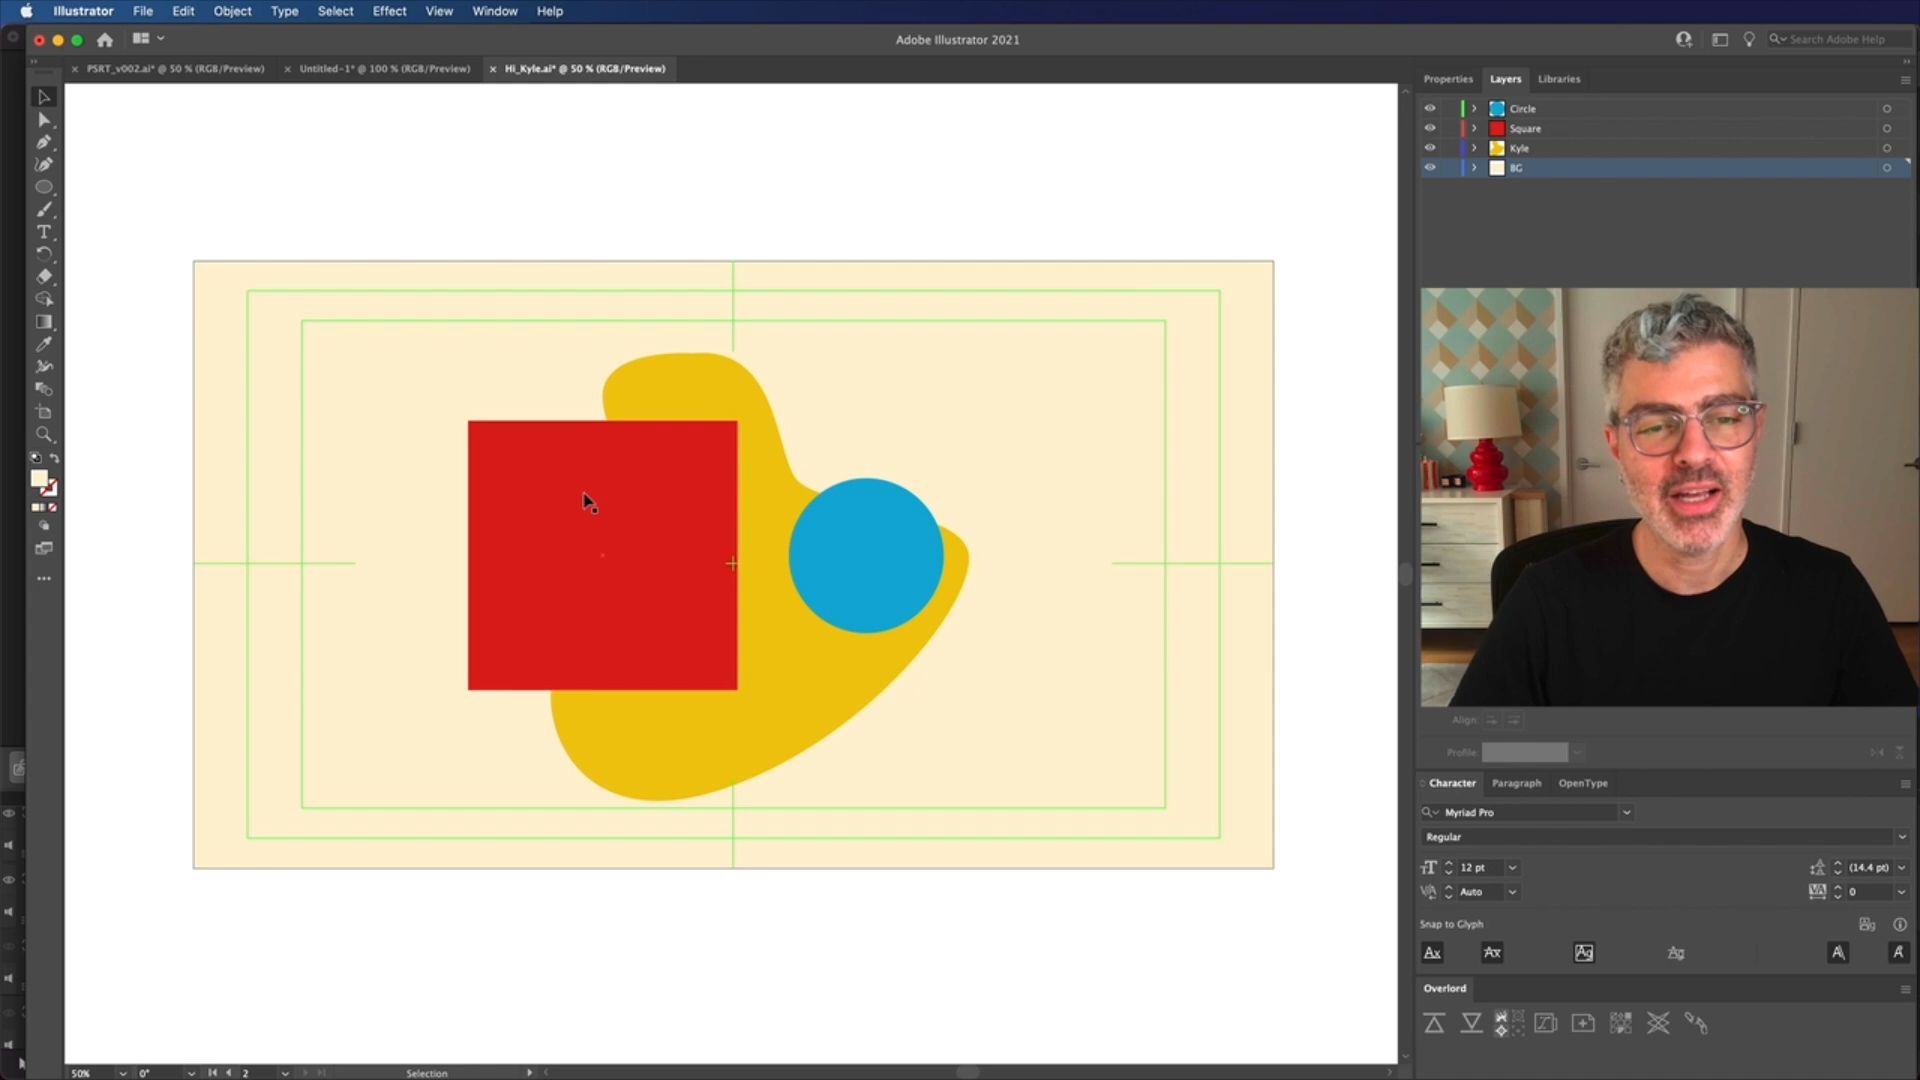 Illustrator File Edit Object Type Select Effect View Window Help
Adobe Illustrator 2021
Search Adobe Help
PSRT_v002.ai* @ 50 % (RGB/Preview)
Untitled-1* @ 100 % (RGB/Preview)
Hi_Kyle.ai* @ 50 % (RGB/Preview)
Properties Layers Libraries
Circle
Square
Kyle
BG
Align:
Profile:
Character Paragraph OpenType
Myriad Pro
Regular
12 pt
(14.4 pt)
Auto
0
Snap to Glyph
Overlord
50% 0° 2 Selection